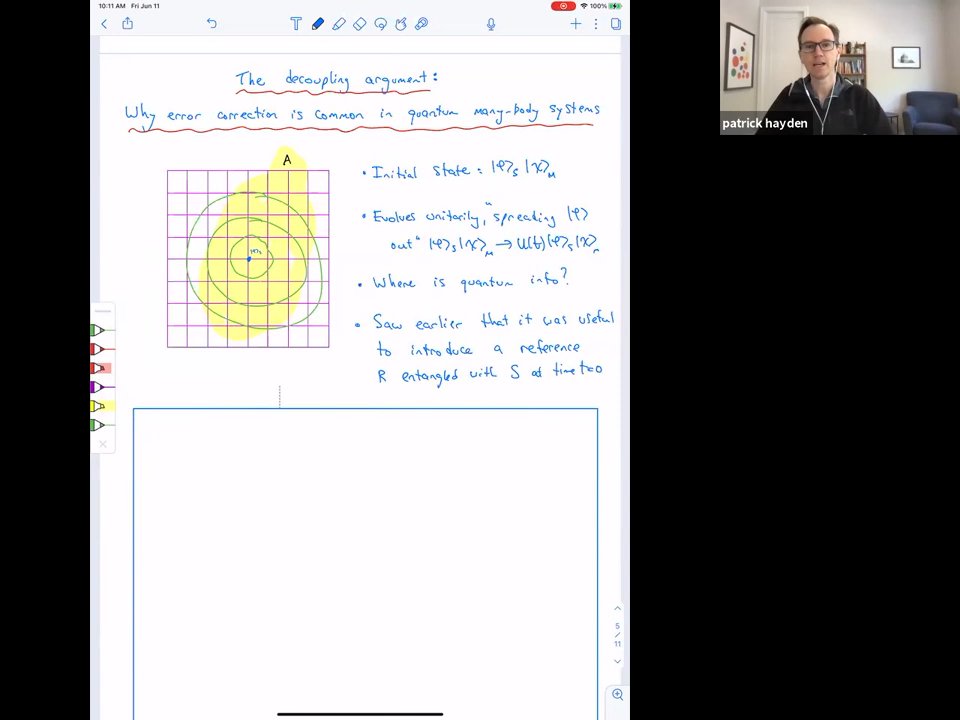 10:11 AM Fri Jun 11
100%
patrick hayden
The decoupling argument:
Why error correction is common in quantum many-body systems
A
• Initial state: |φ⟩_S |χ⟩_M
• Evolves unitarily, "spreading |φ⟩
out" |φ⟩_S |χ⟩_M → U(t)|φ⟩_S |χ⟩_M
• Where is quantum info?
• Saw earlier that it was useful
to introduce a reference
R entangled with S at time t=0
5
/
11